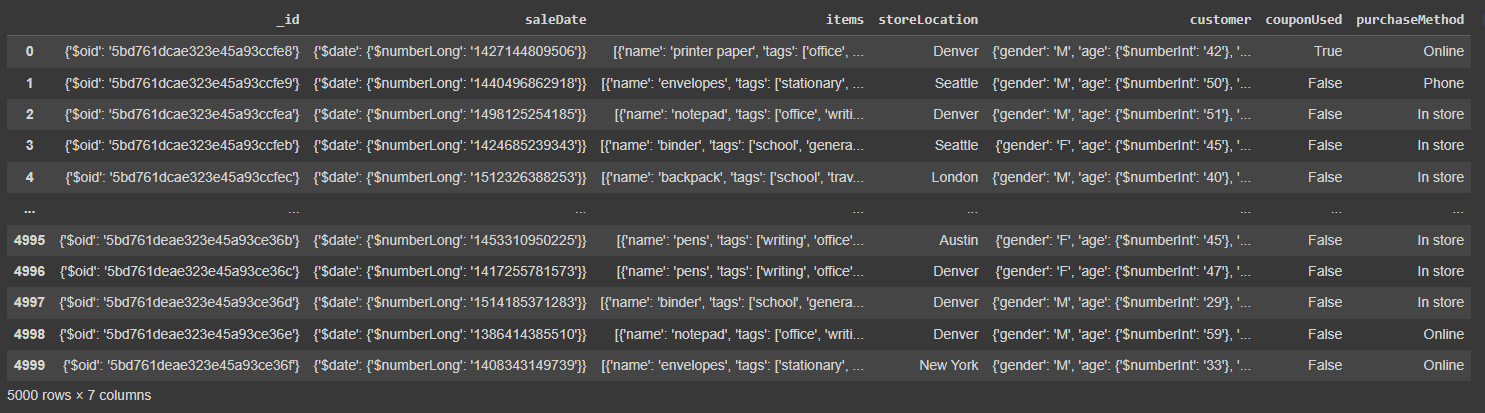 _id saleDate items storeLocation customer couponUsed purchaseMethod
0 {'$oid': '5bd761dcae323e45a93ccfe8'} {'$date': {'$numberLong': '1427144809506'}} [{'name': 'printer paper', 'tags': ['office', ... Denver {'gender': 'M', 'age': {'$numberInt': '42'}, '... True Online
1 {'$oid': '5bd761dcae323e45a93ccfe9'} {'$date': {'$numberLong': '1440496862918'}} [{'name': 'envelopes', 'tags': ['stationary', ... Seattle {'gender': 'M', 'age': {'$numberInt': '50'}, '... False Phone
2 {'$oid': '5bd761dcae323e45a93ccfea'} {'$date': {'$numberLong': '1498125254185'}} [{'name': 'notepad', 'tags': ['office', 'writi... Denver {'gender': 'M', 'age': {'$numberInt': '51'}, '... False In store
3 {'$oid': '5bd761dcae323e45a93ccfeb'} {'$date': {'$numberLong': '1424685239343'}} [{'name': 'binder', 'tags': ['school', 'genera... Seattle {'gender': 'F', 'age': {'$numberInt': '45'}, '... False In store
4 {'$oid': '5bd761dcae323e45a93ccfec'} {'$date': {'$numberLong': '1512326388253'}} [{'name': 'backpack', 'tags': ['school', 'trav... London {'gender': 'M', 'age': {'$numberInt': '40'}, '... False In store
... ... ... ... ... ... ... ...
4995 {'$oid': '5bd761deae323e45a93ce36b'} {'$date': {'$numberLong': '1453310950225'}} [{'name': 'pens', 'tags': ['writing', 'office'... Austin {'gender': 'F', 'age': {'$numberInt': '45'}, '... False In store
4996 {'$oid': '5bd761deae323e45a93ce36c'} {'$date': {'$numberLong': '1417255781573'}} [{'name': 'pens', 'tags': ['writing', 'office'... Denver {'gender': 'F', 'age': {'$numberInt': '47'}, '... False In store
4997 {'$oid': '5bd761deae323e45a93ce36d'} {'$date': {'$numberLong': '1514185371283'}} [{'name': 'binder', 'tags': ['school', 'genera... Denver {'gender': 'M', 'age': {'$numberInt': '29'}, '... False In store
4998 {'$oid': '5bd761deae323e45a93ce36e'} {'$date': {'$numberLong': '1386414385510'}} [{'name': 'notepad', 'tags': ['office', 'writi... Denver {'gender': 'M', 'age': {'$numberInt': '59'}, '... False Online
4999 {'$oid': '5bd761deae323e45a93ce36f'} {'$date': {'$numberLong': '1408343149739'}} [{'name': 'envelopes', 'tags': ['stationary', ... New York {'gender': 'M', 'age': {'$numberInt': '33'}, '... False Online
5000 rows × 7 columns